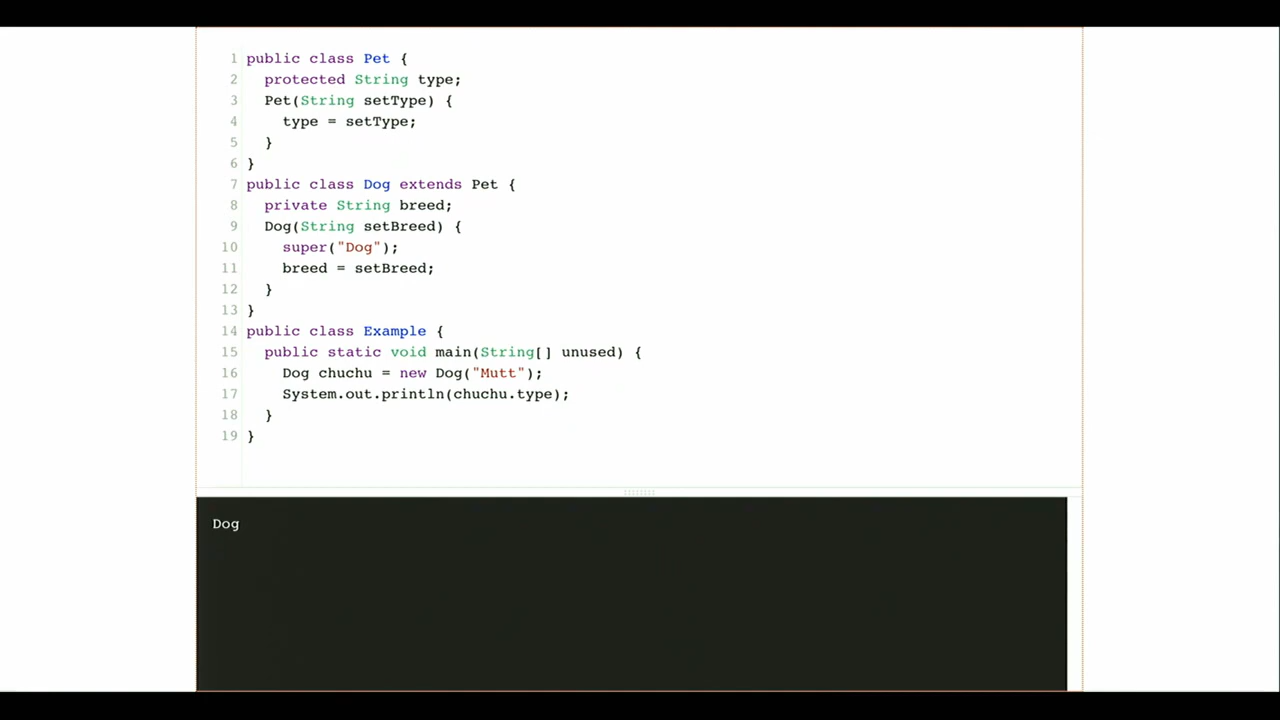 1 public class Pet {
2   protected String type;
3   Pet(String setType) {
4     type = setType;
5   }
6 }
7 public class Dog extends Pet {
8   private String breed;
9   Dog(String setBreed) {
10     super("Dog");
11     breed = setBreed;
12   }
13 }
14 public class Example {
15   public static void main(String[] unused) {
16     Dog chuchu = new Dog("Mutt");
17     System.out.println(chuchu.type);
18   }
19 }
Dog